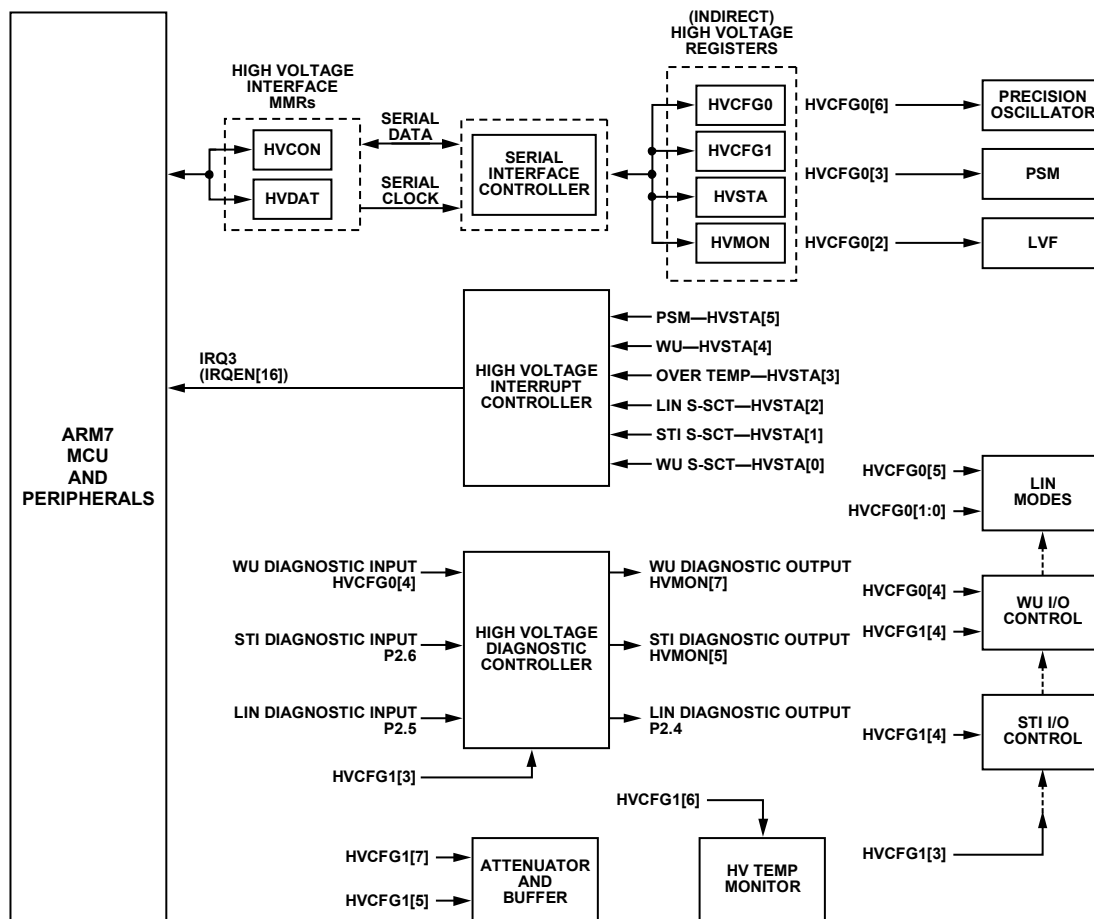 (INDIRECT)
HIGH VOLTAGE
REGISTERS
HIGH VOLTAGE
INTERFACE
MMRs
HVCON
HVDAT
SERIAL
DATA
SERIAL
CLOCK
SERIAL
INTERFACE
CONTROLLER
HVCFG0
HVCFG1
HVSTA
HVMON
HVCFG0[6]
PRECISION
OSCILLATOR
HVCFG0[3]
PSM
HVCFG0[2]
LVF
ARM7
MCU
AND
PERIPHERALS
IRQ3
(IRQEN[16])
HIGH VOLTAGE
INTERRUPT
CONTROLLER
PSM—HVSTA[5]
WU—HVSTA[4]
OVER TEMP—HVSTA[3]
LIN S-SCT—HVSTA[2]
STI S-SCT—HVSTA[1]
WU S-SCT—HVSTA[0]
HVCFG0[5]
HVCFG0[1:0]
LIN
MODES
WU DIAGNOSTIC INPUT
HVCFG0[4]
STI DIAGNOSTIC INPUT
P2.6
LIN DIAGNOSTIC INPUT
P2.5
HIGH VOLTAGE
DIAGNOSTIC
CONTROLLER
WU DIAGNOSTIC OUTPUT
HVMON[7]
STI DIAGNOSTIC OUTPUT
HVMON[5]
LIN DIAGNOSTIC OUTPUT
P2.4
HVCFG1[3]
HVCFG0[4]
HVCFG1[4]
WU I/O
CONTROL
HVCFG1[4]
STI I/O
CONTROL
HVCFG1[3]
HVCFG1[6]
HV TEMP
MONITOR
HVCFG1[7]
HVCFG1[5]
ATTENUATOR
AND
BUFFER